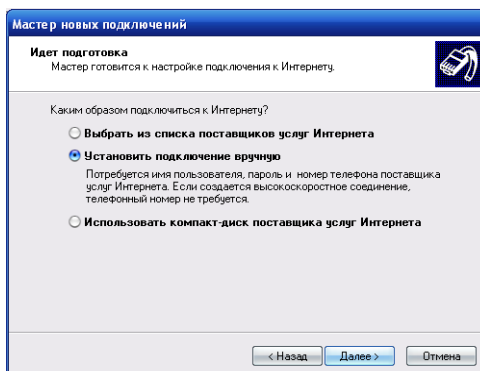 Мастер новых подключений
Идет подготовка
Мастер готовится к настройке подключения к Интернету.
Каким образом подключиться к Интернету?
Выбрать из списка поставщиков услуг Интернета
Установить подключение вручную
Потребуется имя пользователя, пароль и номер телефона поставщика
услуг Интернета. Если создается высокоскоростное соединение,
телефонный номер не требуется.
Использовать компакт-диск поставщика услуг Интернета
< Назад
Далее >
Отмена